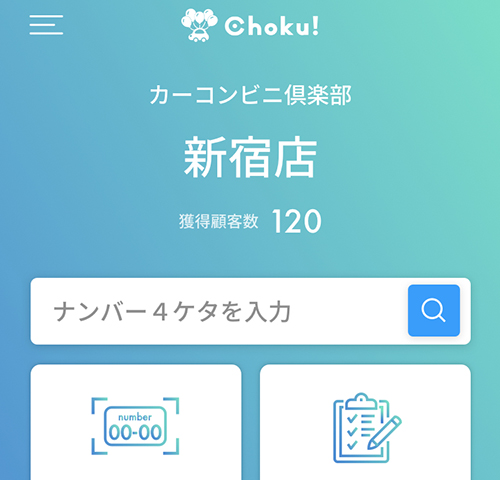 Choku!
カーコンビニ倶楽部
新宿店
獲得顧客数 120
ナンバー４ケタを入力
number
00-00